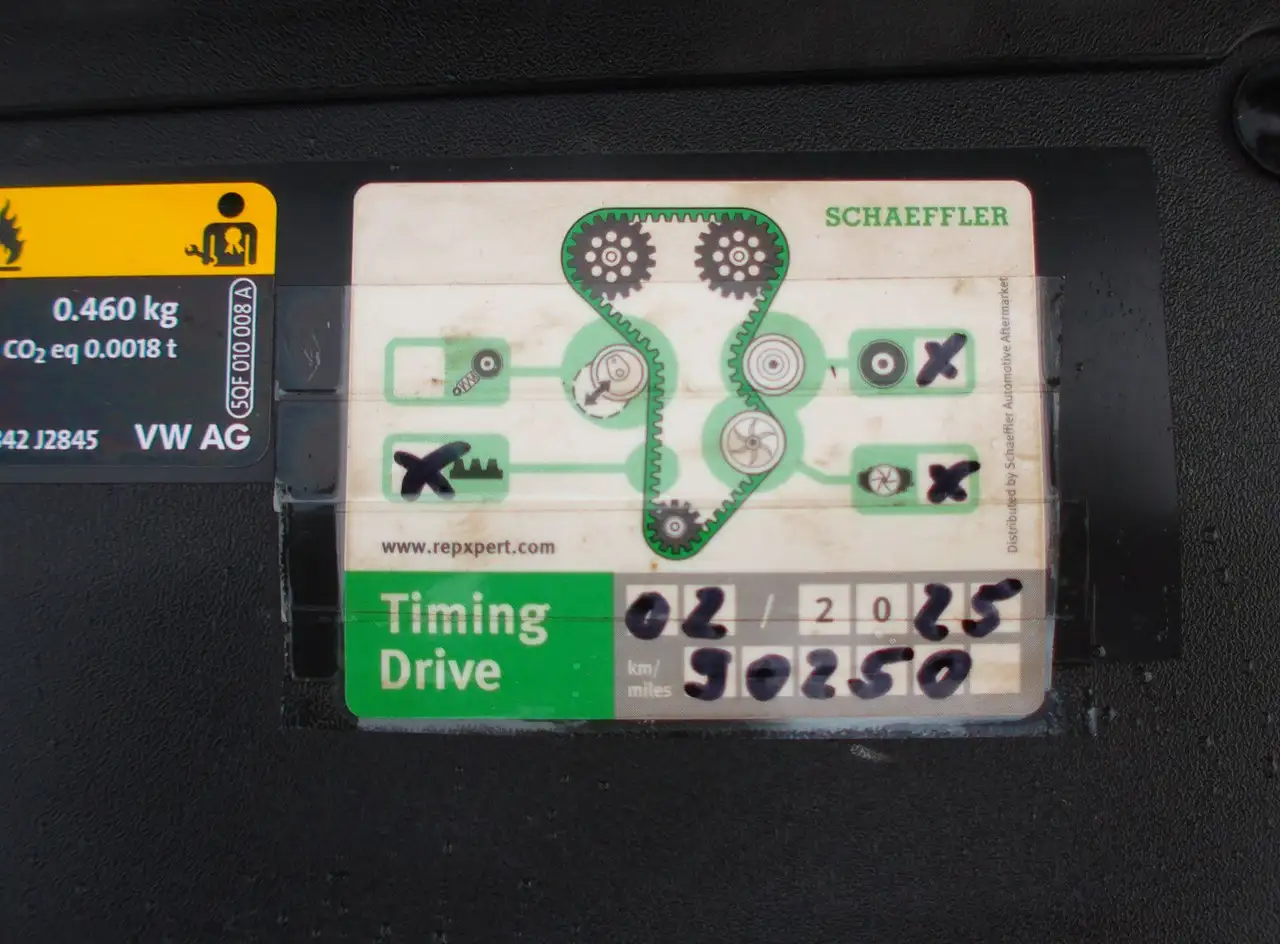 SCHAEFFLER
0.460 kg
CO₂ eq 0.0018 t
5QF 010 008 A
42 J2845 VW AG
X
X
X
Distributed by Schaeffler Automotive Aftermarket
www.repxpert.com
Timing
Drive
02 / 2025
km/
miles
90250